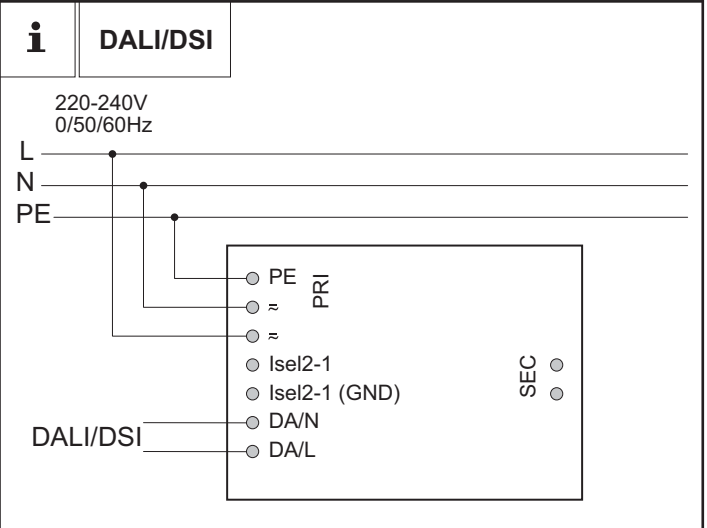 i DALI/DSI
220-240V
0/50/60Hz
L
N
PE
PE
PRI
≂
≂
Isel2-1
Isel2-1 (GND)
SEC
DA/N
DALI/DSI
DA/L